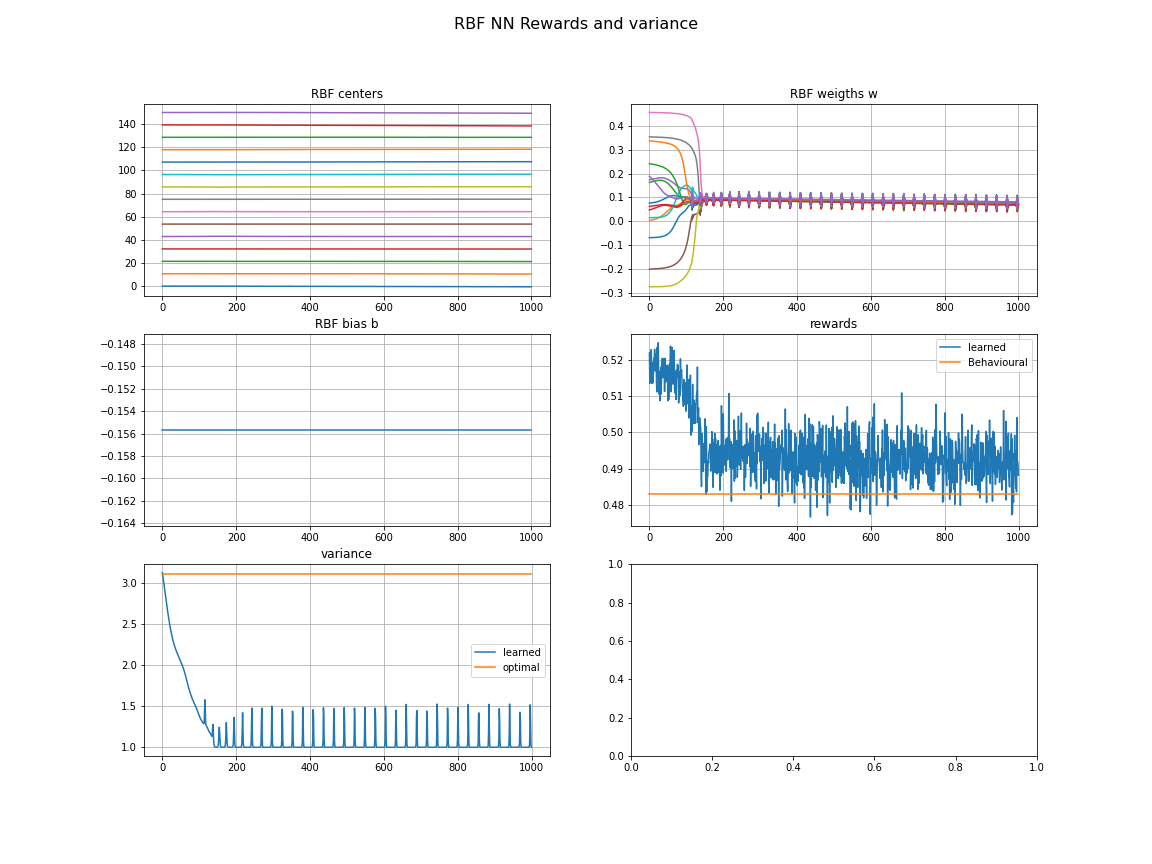 RBF NN Rewards and variance
RBF centers
140
120
100
80
60
40
20
0
0 200 400 600 800 1000
RBF weigths w
0.4
0.3
0.2
0.1
0.0
−0.1
−0.2
−0.3
0 200 400 600 800 1000
RBF bias b
−0.148
−0.150
−0.152
−0.154
−0.156
−0.158
−0.160
−0.162
−0.164
0 200 400 600 800 1000
rewards
learned
Behavioural
0.52
0.51
0.50
0.49
0.48
0 200 400 600 800 1000
variance
3.0
2.5
2.0
1.5
1.0
learned
optimal
0 200 400 600 800 1000
1.0
0.8
0.6
0.4
0.2
0.0
0.0 0.2 0.4 0.6 0.8 1.0